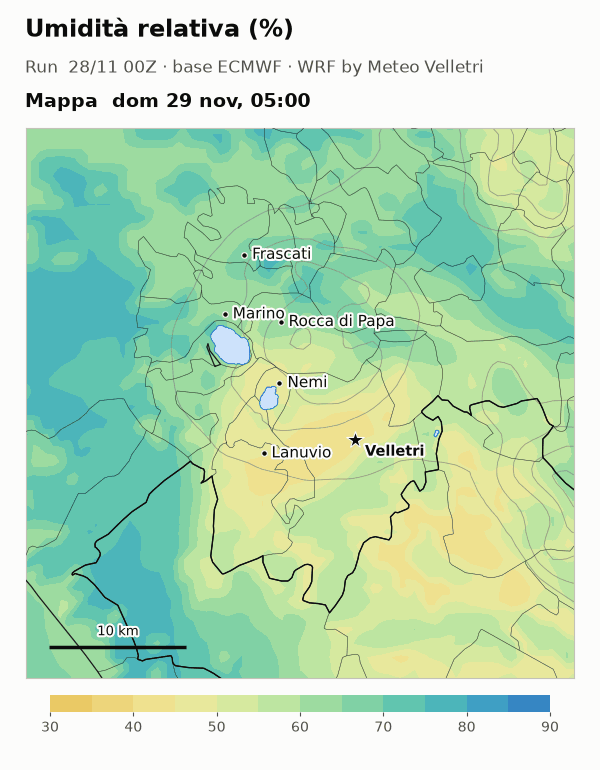 Umidità relativa (%)
Run  28/11 00Z · base ECMWF · WRF by Meteo Velletri
Mappa  dom 29 nov, 05:00
Frascati
Marino
Rocca di Papa
Nemi
Velletri
Lanuvio
10 km
30 40 50 60 70 80 90